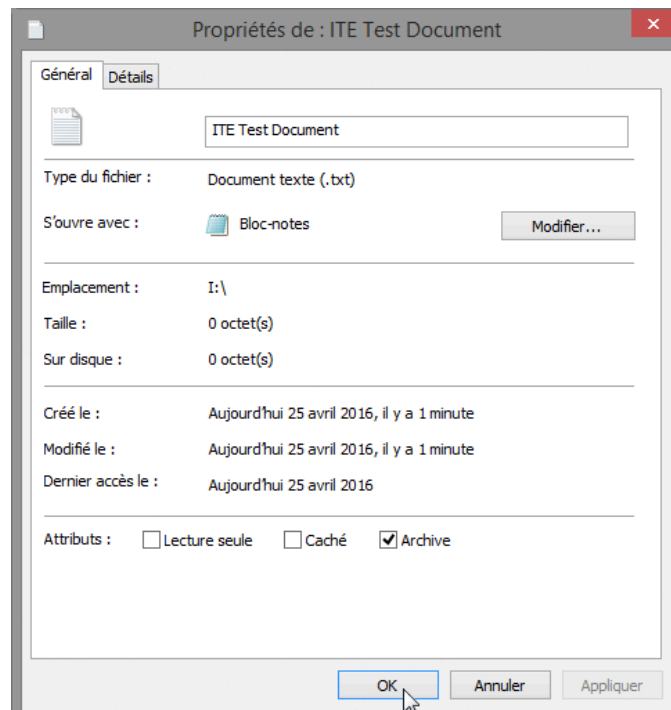 Propriétés de : ITE Test Document
Général Détails
ITE Test Document
Type du fichier : Document texte (.txt)
S'ouvre avec : Bloc-notes Modifier...
Emplacement : I:\
Taille : 0 octet(s)
Sur disque : 0 octet(s)
Créé le : Aujourd'hui 25 avril 2016, il y a 1 minute
Modifié le : Aujourd'hui 25 avril 2016, il y a 1 minute
Dernier accès le : Aujourd'hui 25 avril 2016
Attributs : Lecture seule Caché Archive
OK Annuler Appliquer